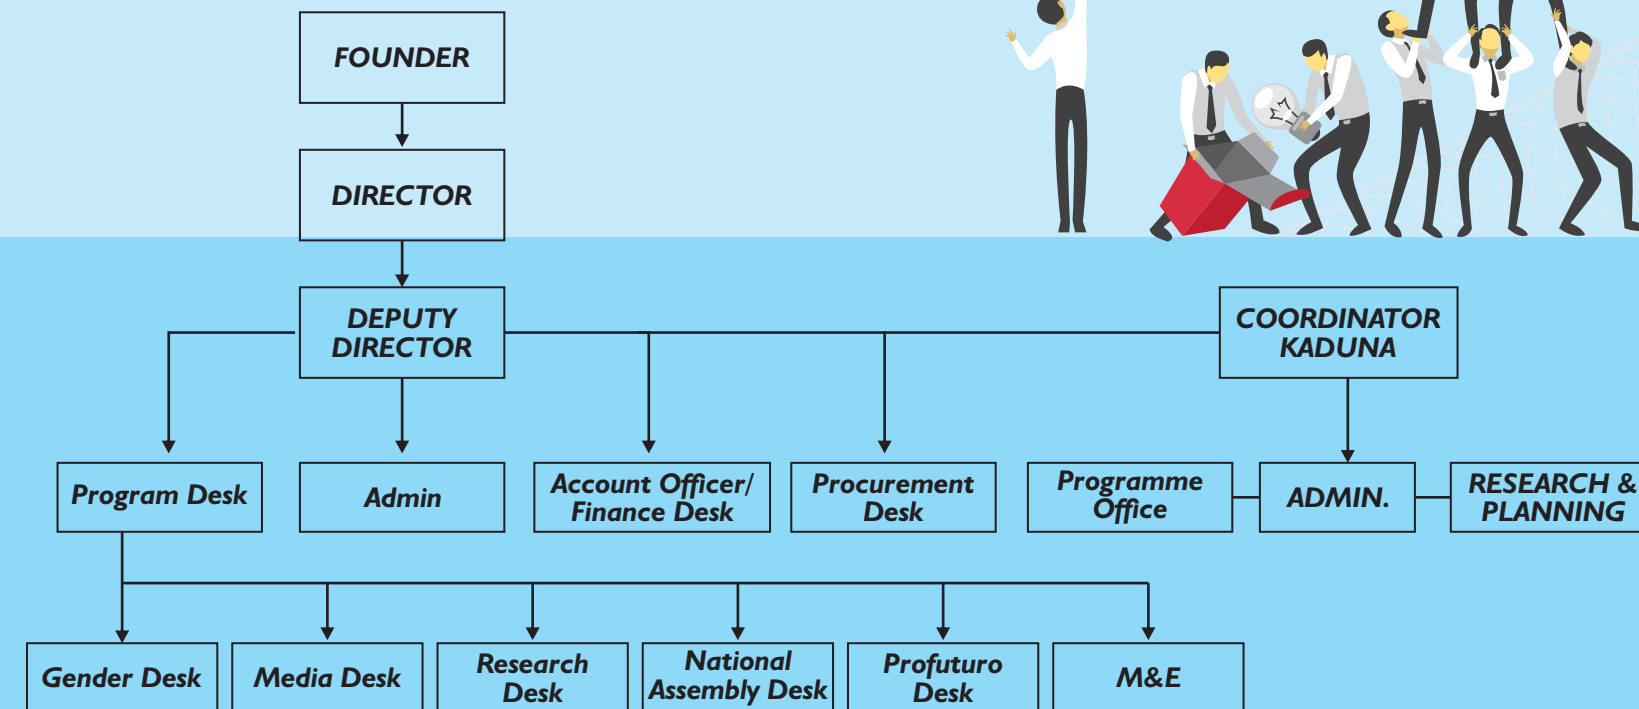 FOUNDER
DIRECTOR
DEPUTY
DIRECTOR
COORDINATOR
KADUNA
Program Desk
Admin
Account Officer/
Finance Desk
Procurement
Desk
Programme
Office
ADMIN.
RESEARCH &
PLANNING
Gender Desk
Media Desk
Research
Desk
National
Assembly Desk
Profuturo
Desk
M&E